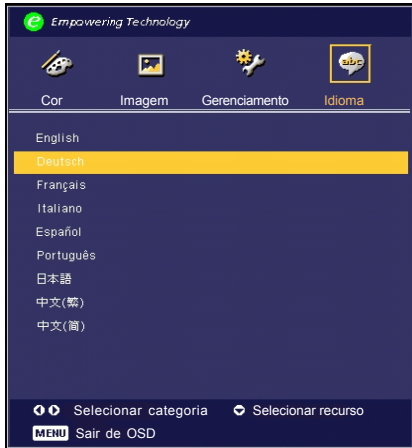 Empowering Technology
abc
Cor Imagem Gerenciamento Idioma
English
Deutsch
Français
Italiano
Español
Português
日本語
中文(繁)
中文(简)
Selecionar categoria Selecionar recurso
MENU Sair de OSD